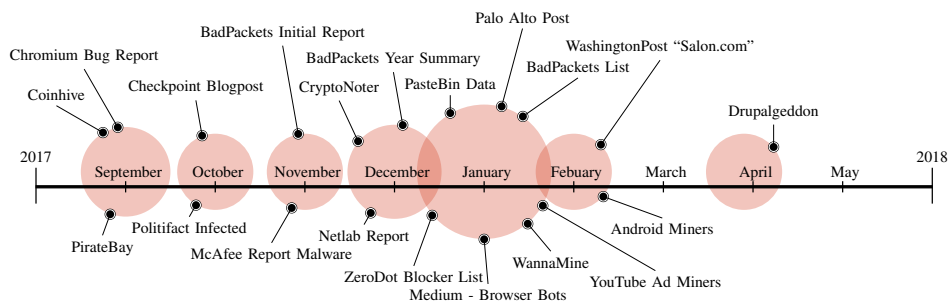 Palo Alto Post
BadPackets Initial Report
WashingtonPost “Salon.com”
Chromium Bug Report
BadPackets Year Summary
BadPackets List
Checkpoint Blogpost
CryptoNoter
PasteBin Data
Coinhive
Drupalgeddon
2017
2018
September
October
November
December
January
Febuary
March
April
May
Politifact Infected
Android Miners
PirateBay
McAfee Report Malware
Netlab Report
WannaMine
ZeroDot Blocker List
YouTube Ad Miners
Medium - Browser Bots